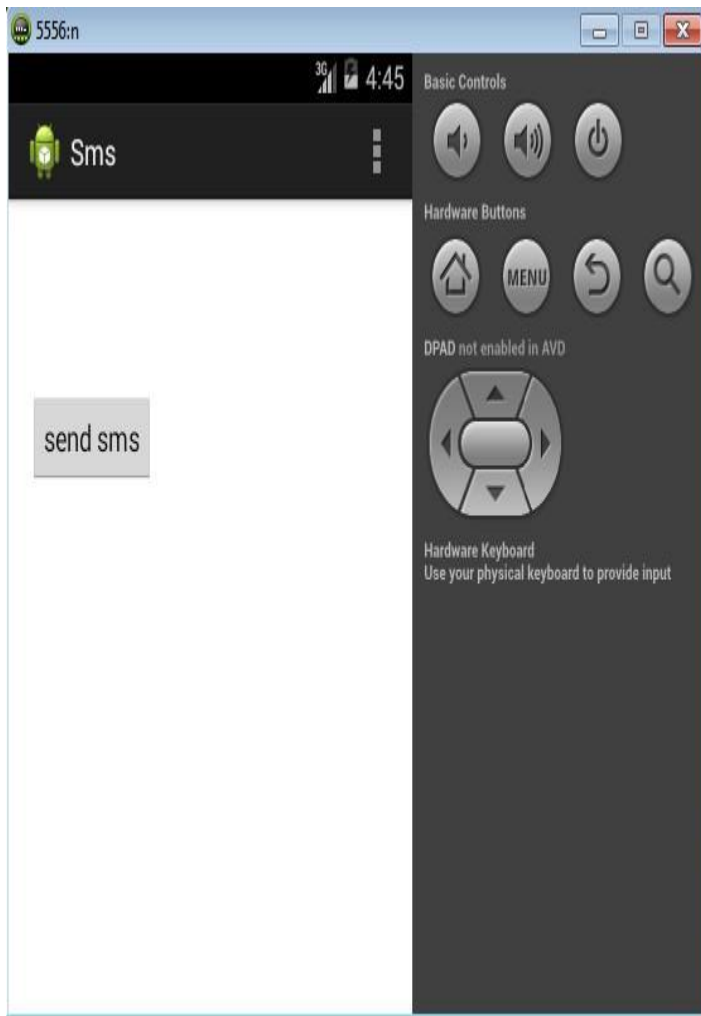 5556:n
3G 4:45
Sms
send sms
Basic Controls
Hardware Buttons
MENU
DPAD not enabled in AVD
Hardware Keyboard
Use your physical keyboard to provide input